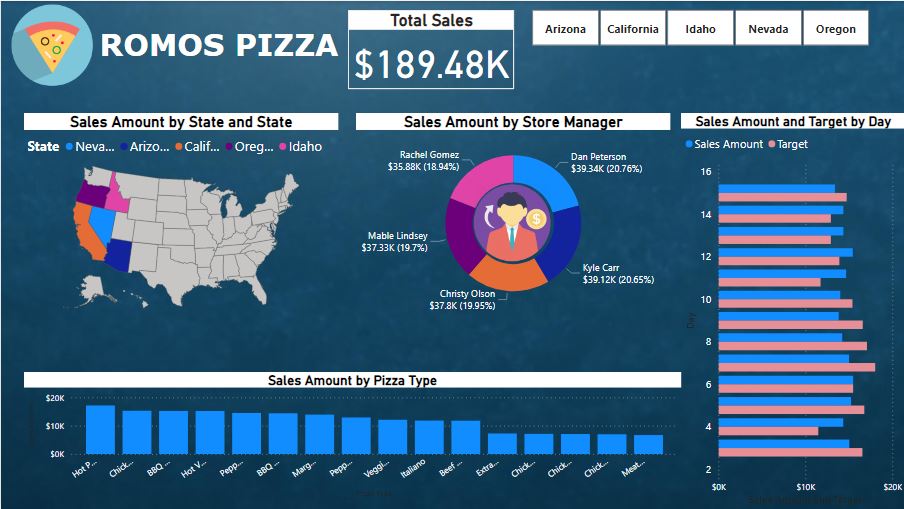 ROMOS PIZZA
Total Sales
$189.48K
Arizona
California
Idaho
Nevada
Oregon
Sales Amount by State and State
State Neva... Arizo... Calif... Oreg... Idaho
Sales Amount by Store Manager
Rachel Gomez
$35.88K (18.94%)
Dan Peterson
$39.34K (20.76%)
Mable Lindsey
$37.33K (19.7%)
Kyle Carr
$39.12K (20.65%)
Christy Olson
$37.8K (19.95%)
$
Sales Amount and Target by Day
Sales Amount Target
16
14
12
10
8
6
4
2
Day
$0K
$10K
$20K
Sales Amount and Target
Sales Amount by Pizza Type
$20K
$10K
$0K
Hot P...
Chick...
BBQ ...
Hot V...
Pepp...
BBQ ...
Marg...
Pepp...
Veggi...
Italiano
Beef ...
Extra...
Chick...
Chick...
Chick...
Meat...
Pizza Type